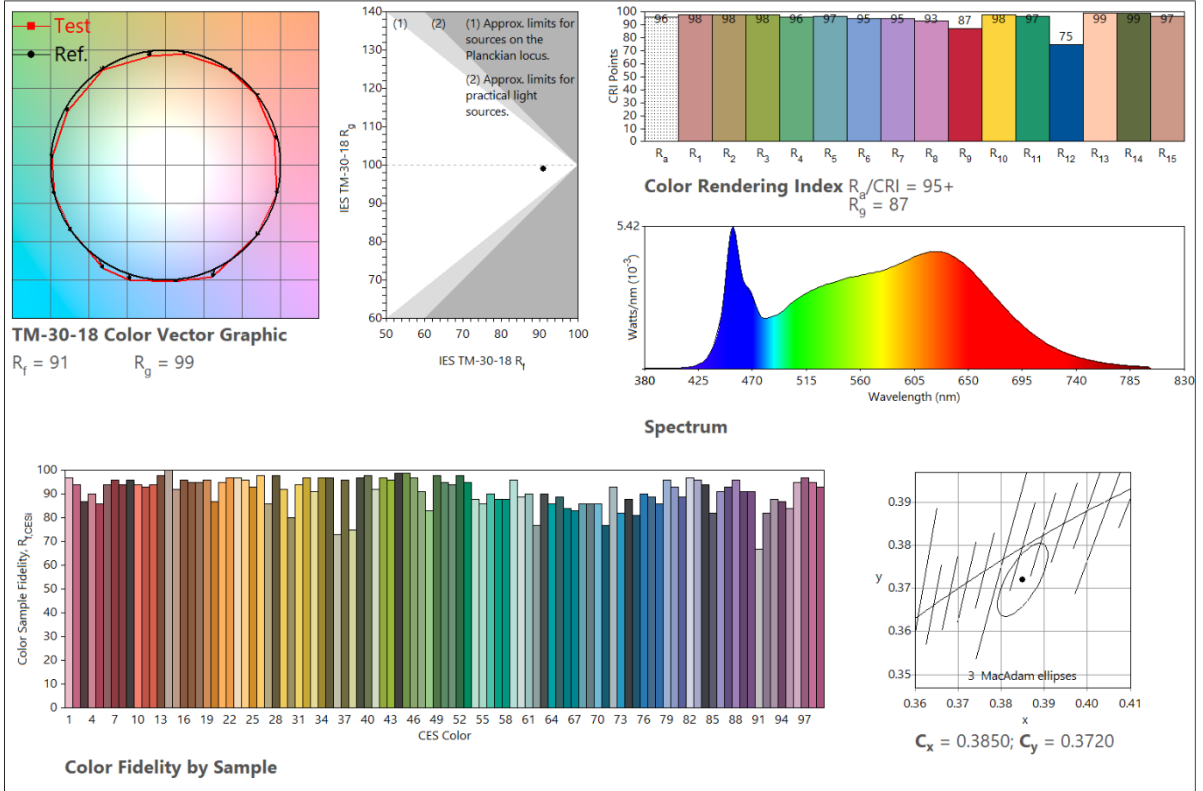 Test
Ref.
TM-30-18 Color Vector Graphic
Rf = 91 Rg = 99
140
130
120
110
100
90
80
70
60
IES TM-30-18 Rg
(1) (2) (1) Approx. limits for
sources on the
Planckian locus.
(2) Approx. limits for
practical light
sources.
50 60 70 80 90 100
IES TM-30-18 Rf
100
90
80
70
60
50
40
30
20
10
0
CRI Points
96 98 98 98 96 97 95 95 93 87 98 97 75 99 99 97
Ra R1 R2 R3 R4 R5 R6 R7 R8 R9 R10 R11 R12 R13 R14 R15
Color Rendering Index Ra/CRI = 95+
R9 = 87
5.42
Watts/nm (10⁻³)
380 425 470 515 560 605 650 695 740 785 830
Wavelength (nm)
Spectrum
100
90
80
70
60
50
40
30
20
10
0
Color Sample Fidelity, Rf,CESi
1 4 7 10 13 16 19 22 25 28 31 34 37 40 43 46 49 52 55 58 61 64 67 70 73 76 79 82 85 88 91 94 97
CES Color
Color Fidelity by Sample
0.39
0.38
0.37
0.36
0.35
y
3 MacAdam ellipses
0.36 0.37 0.38 0.39 0.40 0.41
x
Cx = 0.3850; Cy = 0.3720